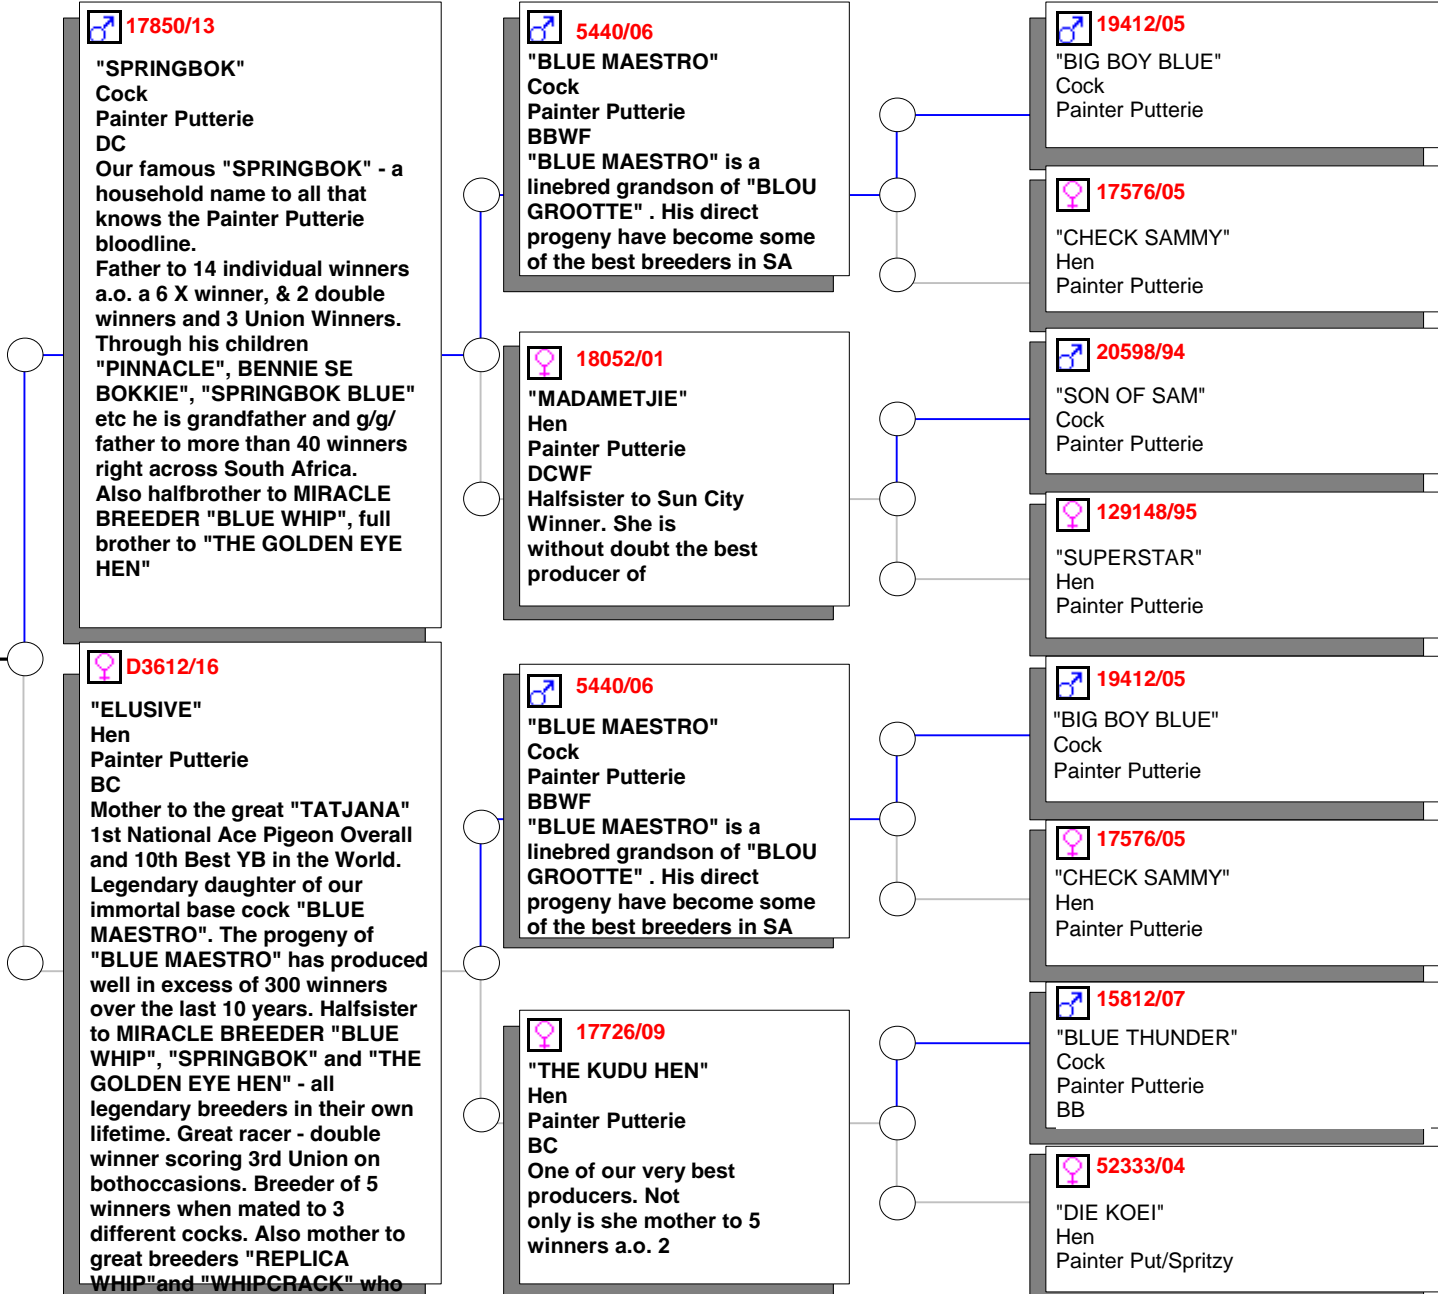 17850/13
"SPRINGBOK"
Cock
Painter Putterie
DC
Our famous "SPRINGBOK" - a
household name to all that
knows the Painter Putterie
bloodline.
Father to 14 individual winners
a.o. a 6 X winner, & 2 double
winners and 3 Union Winners.
Through his children
"PINNACLE", BENNIE SE
BOKKIE", "SPRINGBOK BLUE"
etc he is grandfather and g/g/
father to more than 40 winners
right across South Africa.
Also halfbrother to MIRACLE
BREEDER "BLUE WHIP", full
brother to "THE GOLDEN EYE
HEN"
D3612/16
"ELUSIVE"
Hen
Painter Putterie
BC
Mother to the great "TATJANA"
1st National Ace Pigeon Overall
and 10th Best YB in the World.
Legendary daughter of our
immortal base cock "BLUE
MAESTRO". The progeny of
"BLUE MAESTRO" has produced
well in excess of 300 winners
over the last 10 years. Halfsister
to MIRACLE BREEDER "BLUE
WHIP", "SPRINGBOK" and "THE
GOLDEN EYE HEN" - all
legendary breeders in their own
lifetime. Great racer - double
winner scoring 3rd Union on
bothoccasions. Breeder of 5
winners when mated to 3
different cocks. Also mother to
great breeders "REPLICA
WHIP"and "WHIPCRACK" who
5440/06
"BLUE MAESTRO"
Cock
Painter Putterie
BBWF
"BLUE MAESTRO" is a
linebred grandson of "BLOU
GROOTTE" . His direct
progeny have become some
of the best breeders in SA
18052/01
"MADAMETJIE"
Hen
Painter Putterie
DCWF
Halfsister to Sun City
Winner. She is
without doubt the best
producer of
5440/06
"BLUE MAESTRO"
Cock
Painter Putterie
BBWF
"BLUE MAESTRO" is a
linebred grandson of "BLOU
GROOTTE" . His direct
progeny have become some
of the best breeders in SA
17726/09
"THE KUDU HEN"
Hen
Painter Putterie
BC
One of our very best
producers. Not
only is she mother to 5
winners a.o. 2
19412/05
"BIG BOY BLUE"
Cock
Painter Putterie
17576/05
"CHECK SAMMY"
Hen
Painter Putterie
20598/94
"SON OF SAM"
Cock
Painter Putterie
129148/95
"SUPERSTAR"
Hen
Painter Putterie
19412/05
"BIG BOY BLUE"
Cock
Painter Putterie
17576/05
"CHECK SAMMY"
Hen
Painter Putterie
15812/07
"BLUE THUNDER"
Cock
Painter Putterie
BB
52333/04
"DIE KOEI"
Hen
Painter Put/Spritzy